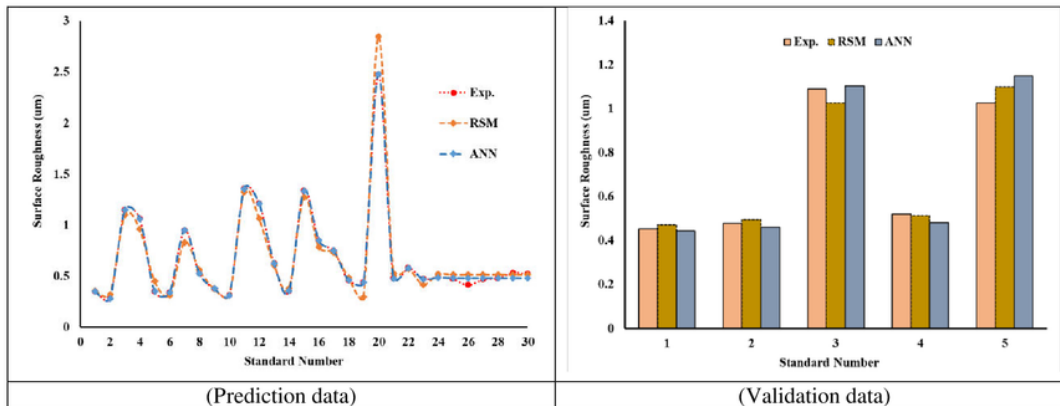 3
2.5
2
1.5
1
0.5
0
Surface Roughness (um)
Exp.
RSM
ANN
0 2 4 6 8 10 12 14 16 18 20 22 24 26 28 30
Standard Number
(Prediction data)
1.4
1.2
1
0.8
0.6
0.4
0.2
0
Surface Roughness (um)
Exp. RSM ANN
1 2 3 4 5
Standard Number
(Validation data)